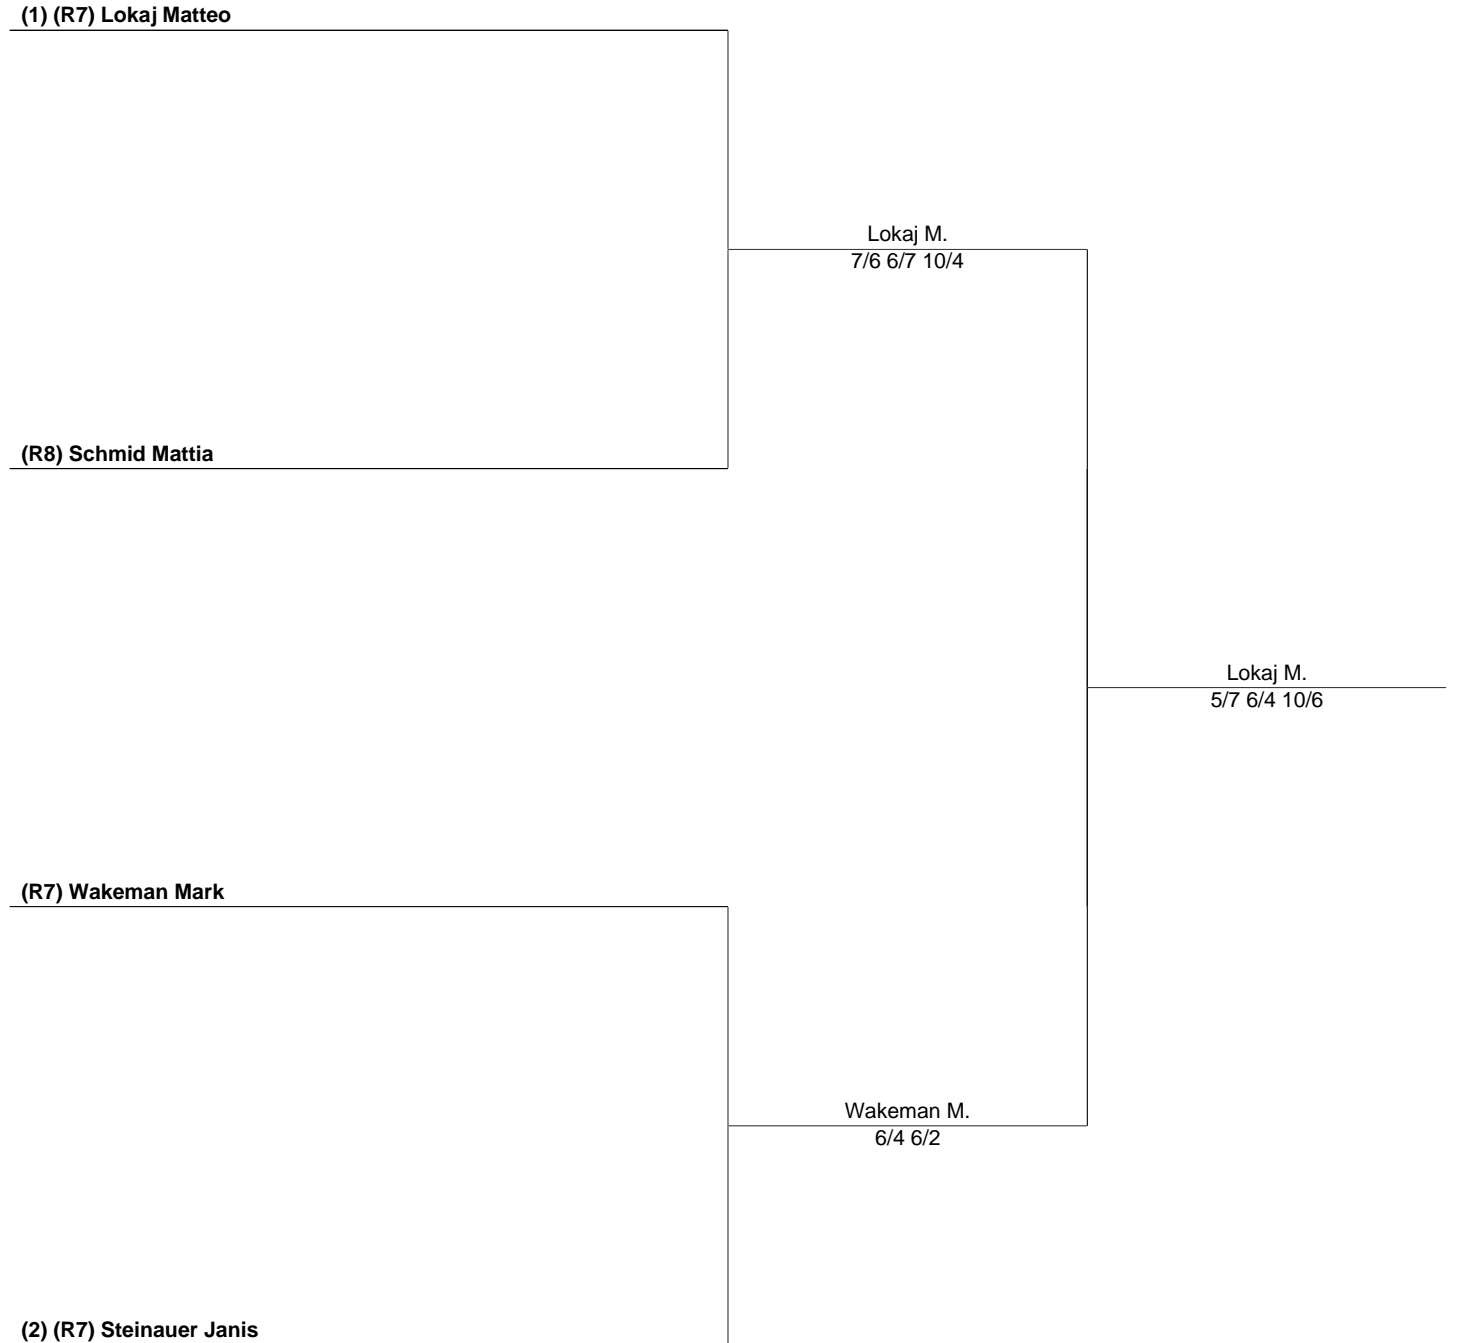 (1) (R7) Lokaj Matteo
Lokaj M.
7/6 6/7 10/4
(R8) Schmid Mattia
Lokaj M.
5/7 6/4 10/6
(R7) Wakeman Mark
Wakeman M.
6/4 6/2
(2) (R7) Steinauer Janis